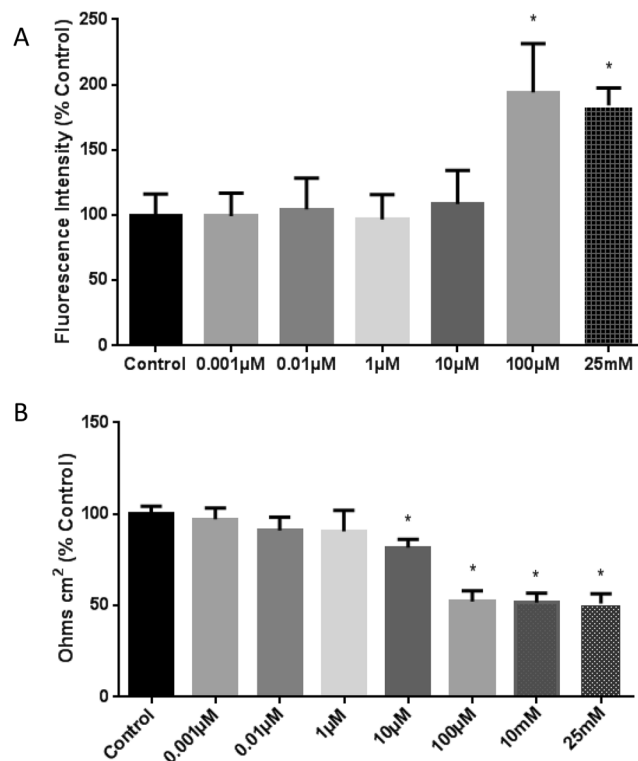 A
Fluorescence Intensity (% Control)
250
200
150
100
50
0
*
*
Control 0.001µM 0.01µM 1µM 10µM 100µM 25mM
B
Ohms cm² (% Control)
150
100
50
0
*
*
*
*
Control 0.001µM 0.01µM 1µM 10µM 100µM 10mM 25mM